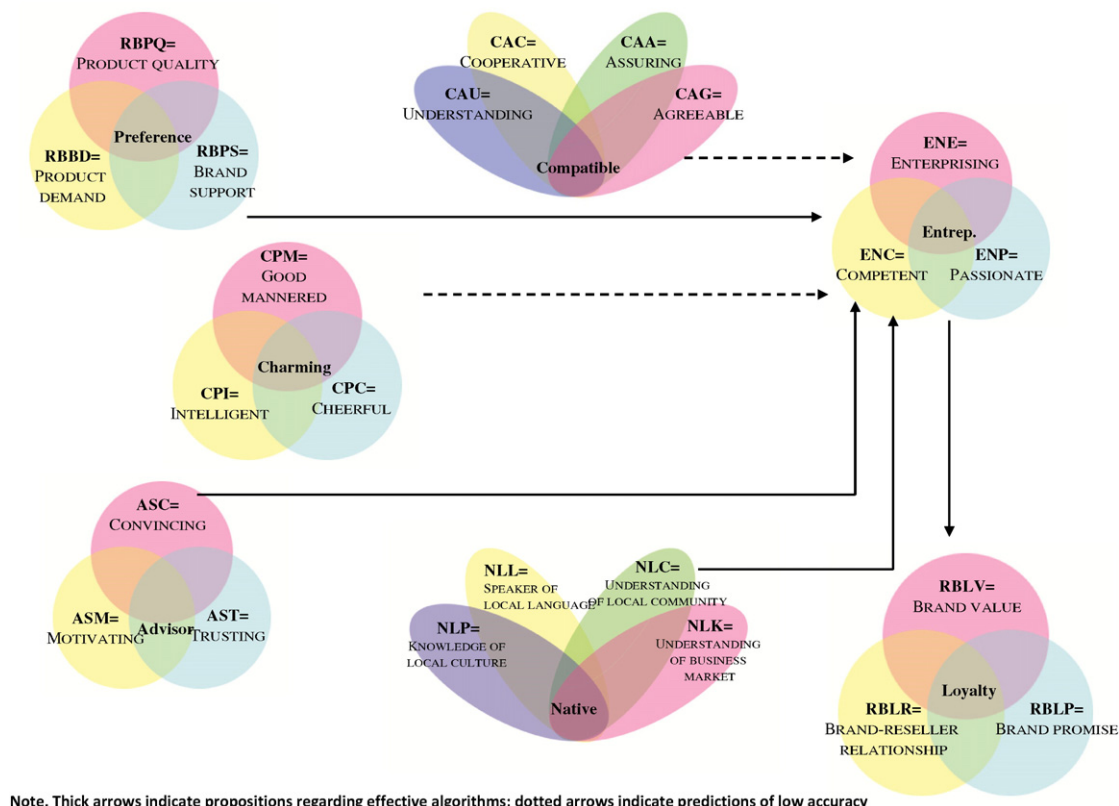 RBPQ=
PRODUCT QUALITY
Preference
RBBD=
PRODUCT
DEMAND
RBPS=
BRAND
SUPPORT
CAC=
COOPERATIVE
CAA=
ASSURING
CAU=
UNDERSTANDING
CAG=
AGREEABLE
Compatible
ENE=
ENTERPRISING
Entrep.
ENC=
COMPETENT
ENP=
PASSIONATE
CPM=
GOOD
MANNERED
Charming
CPI=
INTELLIGENT
CPC=
CHEERFUL
ASC=
CONVINCING
ASM=
MOTIVATING
Advisor
AST=
TRUSTING
NLL=
SPEAKER OF
LOCAL LANGUAGE
NLC=
UNDERSTANDING
OF LOCAL COMMUNITY
NLP=
KNOWLEDGE OF
LOCAL CULTURE
NLK=
UNDERSTANDING
OF BUSINESS
MARKET
Native
RBLV=
BRAND VALUE
Loyalty
RBLR=
BRAND-RESELLER
RELATIONSHIP
RBLP=
BRAND PROMISE
Note. Thick arrows indicate propositions regarding effective algorithms; dotted arrows indicate predictions of low accuracy